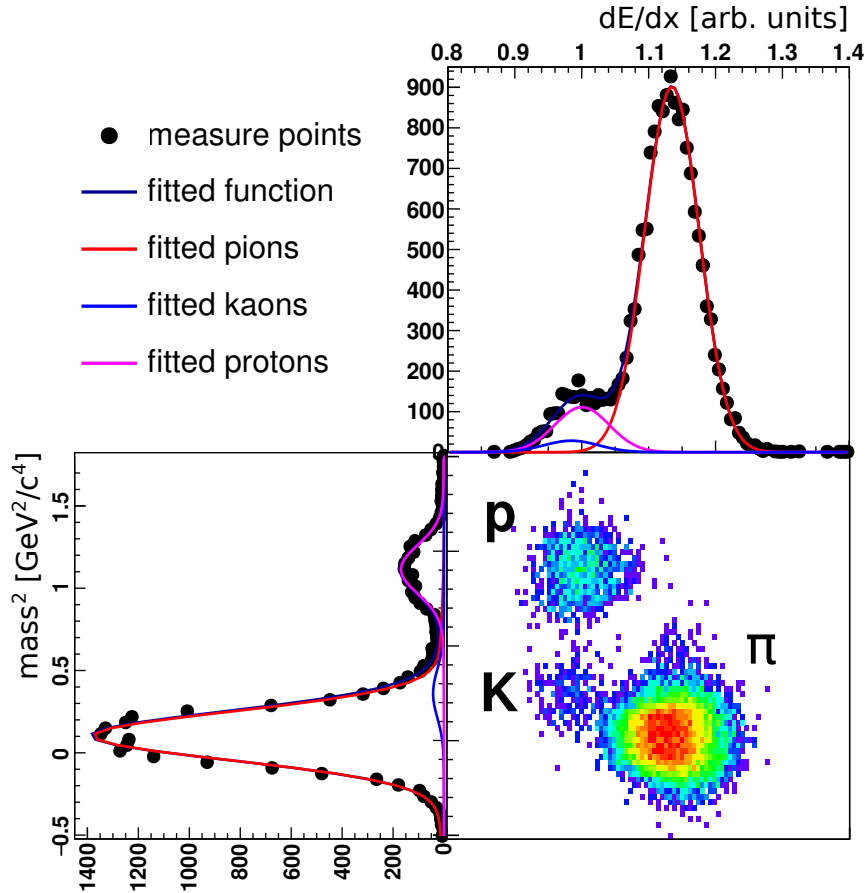 dE/dx [arb. units]
0.8 0.9 1 1.1 1.2 1.3 1.4
900
800
700
600
500
400
300
200
100
0
measure points
fitted function
fitted pions
fitted kaons
fitted protons
mass² [GeV²/c⁴]
1.5
1
0.5
0
−0.5
1400 1200 1000 800 600 400 200 0
p
K
π